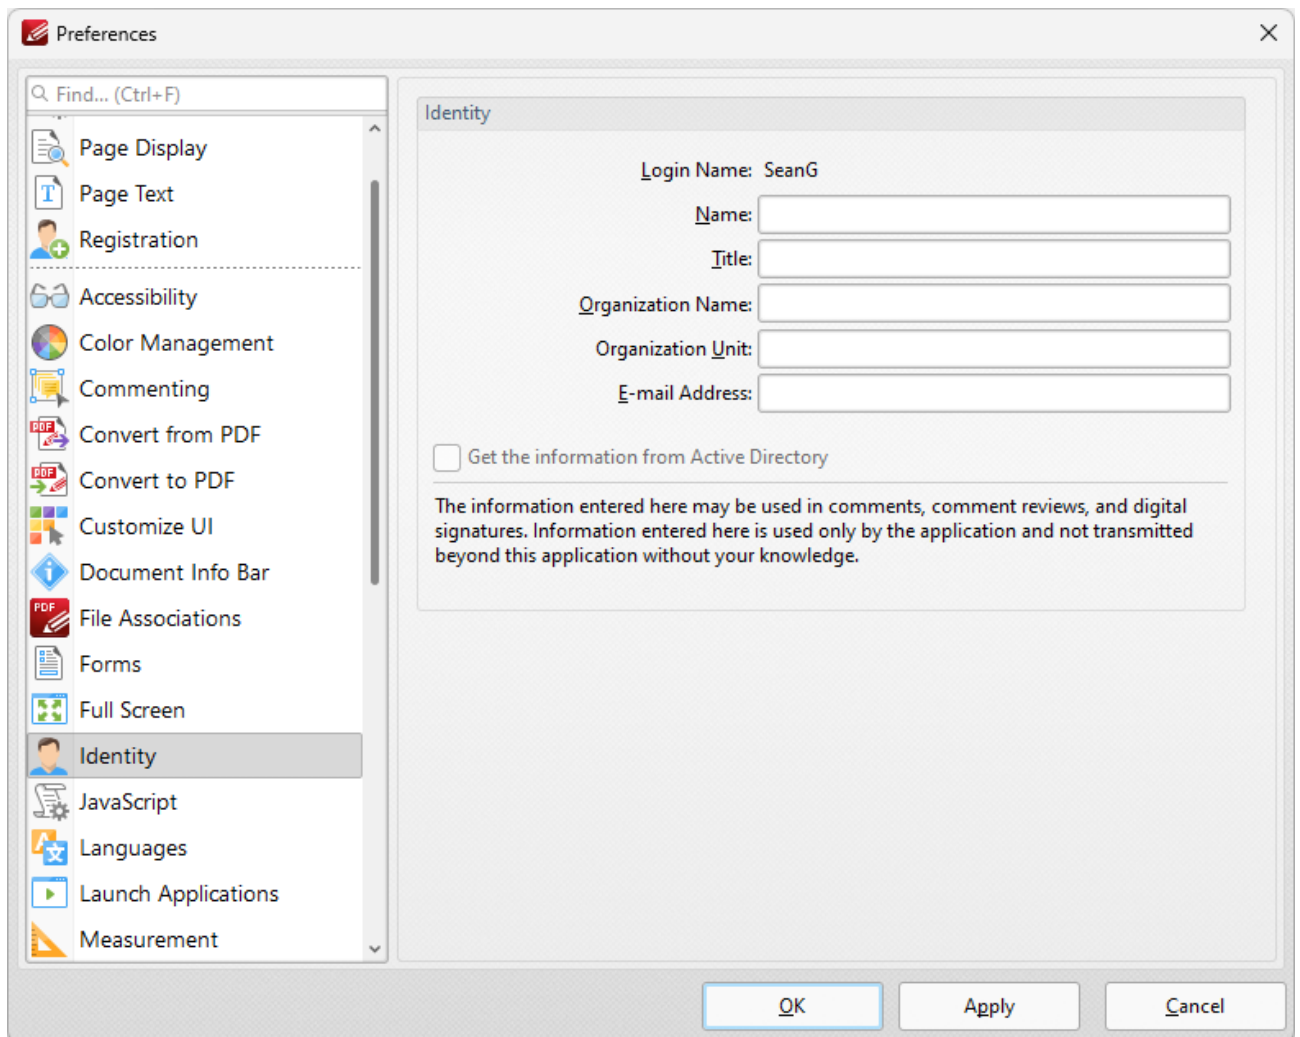 Preferences
Find... (Ctrl+F)
Page Display
Page Text
Registration
Accessibility
Color Management
Commenting
Convert from PDF
Convert to PDF
Customize UI
Document Info Bar
File Associations
Forms
Full Screen
Identity
JavaScript
Languages
Launch Applications
Measurement
Identity
Login Name: SeanG
Name:
Title:
Organization Name:
Organization Unit:
E-mail Address:
Get the information from Active Directory
The information entered here may be used in comments, comment reviews, and digital
signatures. Information entered here is used only by the application and not transmitted
beyond this application without your knowledge.
OK
Apply
Cancel